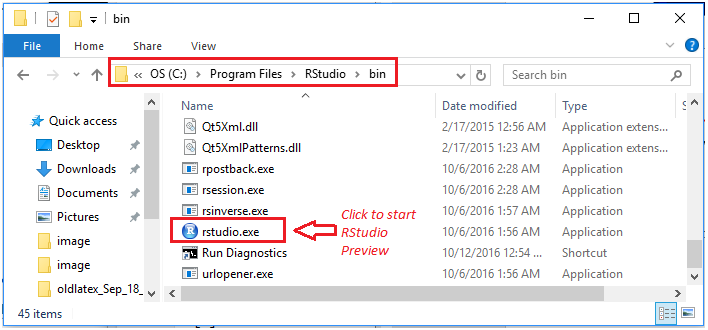 bin
File Home Share View
OS (C:) Program Files RStudio bin
Search bin
Name Date modified Type
Quick access
Desktop
Downloads
Documents
Pictures
image
image
oldlatex_Sep_18_
Qt5Xml.dll 2/17/2015 12:56 AM Application extens...
Qt5XmlPatterns.dll 2/17/2015 1:23 AM Application extens...
rpostback.exe 10/6/2016 2:28 AM Application
rsession.exe 10/6/2016 2:28 AM Application
rsinverse.exe 10/6/2016 1:57 AM Application
rstudio.exe 10/6/2016 1:56 AM Application
Run Diagnostics 10/12/2016 12:54 ... Shortcut
urlopener.exe 10/6/2016 1:56 AM Application
Click to start
RStudio
Preview
45 items